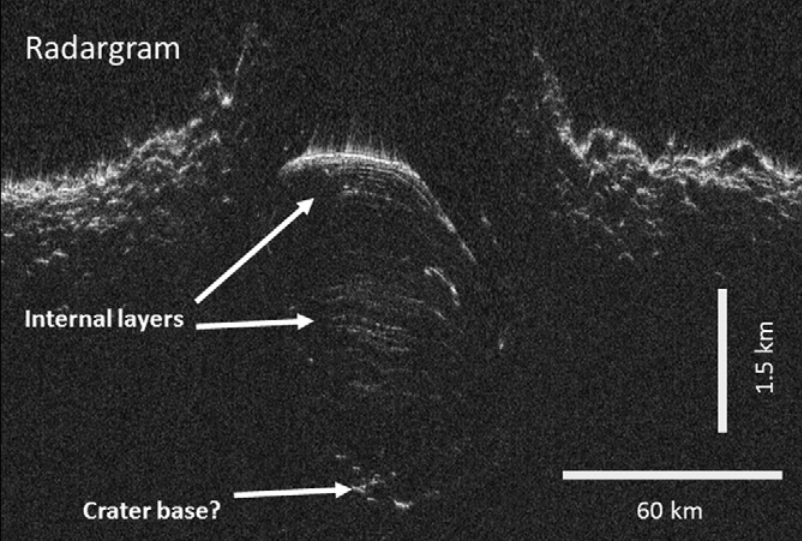 Radargram
Internal layers
1.5 km
Crater base?
60 km